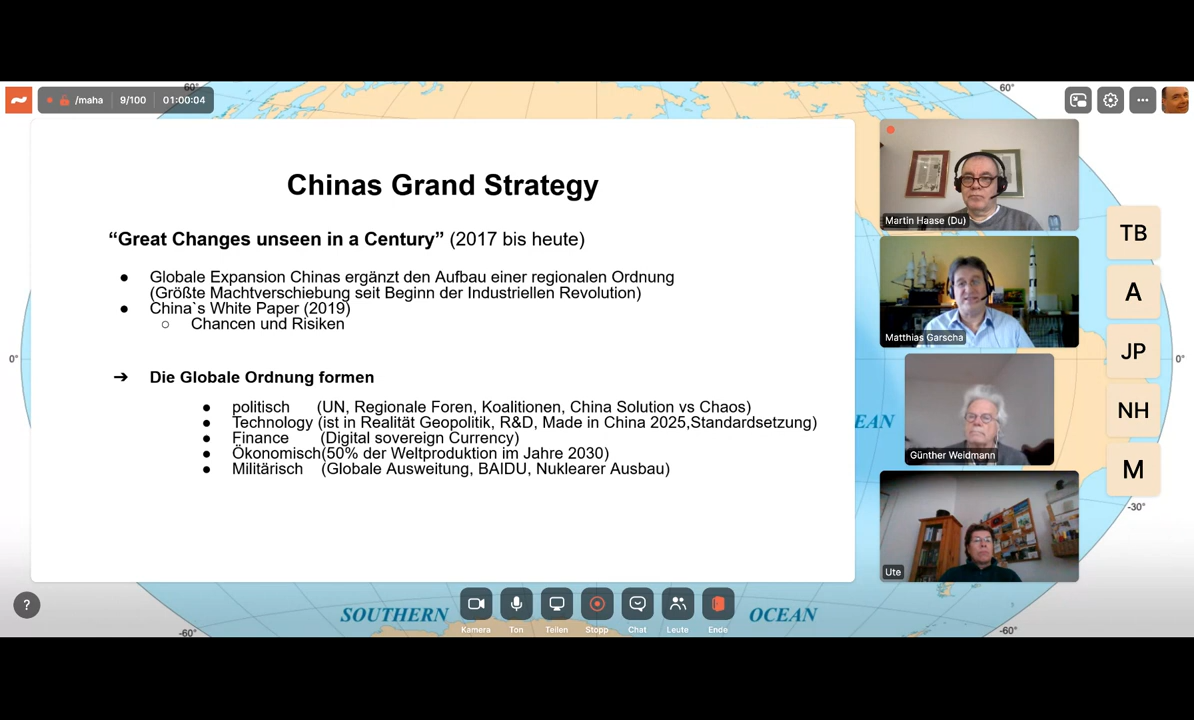 60°
60°
/maha 9/100 01:00:04
Chinas Grand Strategy
“Great Changes unseen in a Century” (2017 bis heute)
● Globale Expansion Chinas ergänzt den Aufbau einer regionalen Ordnung
(Größte Machtverschiebung seit Beginn der Industriellen Revolution)
● China`s White Paper (2019)
○ Chancen und Risiken
➔ Die Globale Ordnung formen
● politisch (UN, Regionale Foren, Koalitionen, China Solution vs Chaos)
● Technology (ist in Realität Geopolitik, R&D, Made in China 2025,Standardsetzung)
● Finance (Digital sovereign Currency)
● Ökonomisch(50% der Weltproduktion im Jahre 2030)
● Militärisch (Globale Ausweitung, BAIDU, Nuklearer Ausbau)
Martin Haase (Du)
Matthias Garscha
Günther Weidmann
Ute
TB
A
JP
NH
M
0°
0°
EAN
-30°
?
SOUTHERN OCEAN
Kamera Ton Teilen Stopp Chat Leute Ende
-60°
-60°